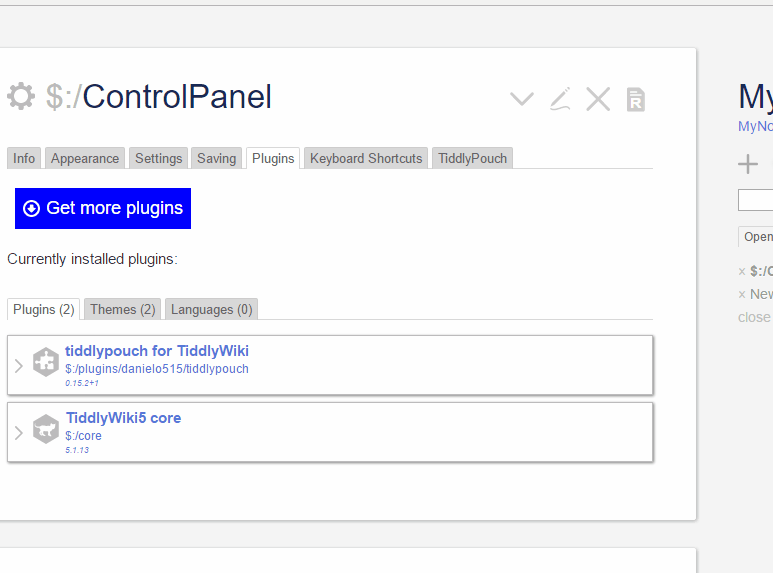 $:/ControlPanel
Info Appearance Settings Saving Plugins Keyboard Shortcuts TiddlyPouch
Get more plugins
Currently installed plugins:
Plugins (2) Themes (2) Languages (0)
tiddlypouch for TiddlyWiki
$:/plugins/danielo515/tiddlypouch
0.15.2+1
TiddlyWiki5 core
$:/core
5.1.13
My
MyNo
Open
x $:/C
x New
close